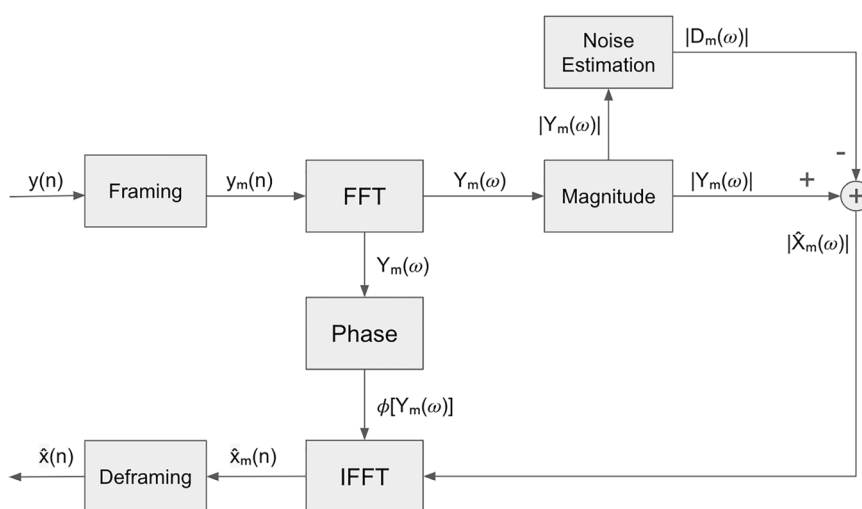 Noise
Estimation
|Dₘ(ω)|
|Yₘ(ω)|
-
y(n)
Framing
yₘ(n)
FFT
Yₘ(ω)
Magnitude
|Yₘ(ω)|
+
+
|X̂ₘ(ω)|
Yₘ(ω)
Phase
ϕ[Yₘ(ω)]
x̂(n)
Deframing
x̂ₘ(n)
IFFT